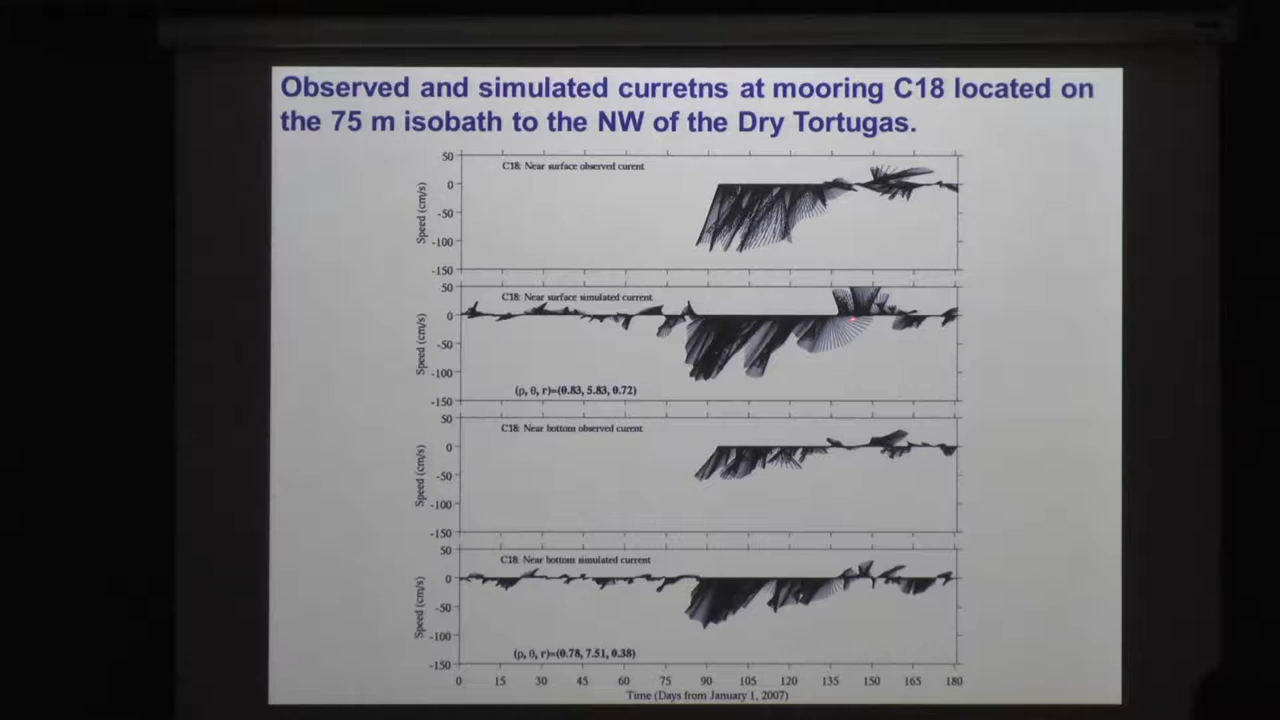 Observed and simulated curretns at mooring C18 located on
the 75 m isobath to the NW of the Dry Tortugas.
C18: Near surface observed curent
50
0
-50
-100
-150
Speed (cm/s)
C18: Near surface simulated current
50
0
-50
-100
-150
Speed (cm/s)
(ρ, θ, r)=(0.83, 5.83, 0.72)
C18: Near bottom observed curent
50
0
-50
-100
-150
Speed (cm/s)
C18: Near bottom simulated current
50
0
-50
-100
-150
Speed (cm/s)
(ρ, θ, r)=(0.78, 7.51, 0.38)
0 15 30 45 60 75 90 105 120 135 150 165 180
Time (Days from January 1, 2007)